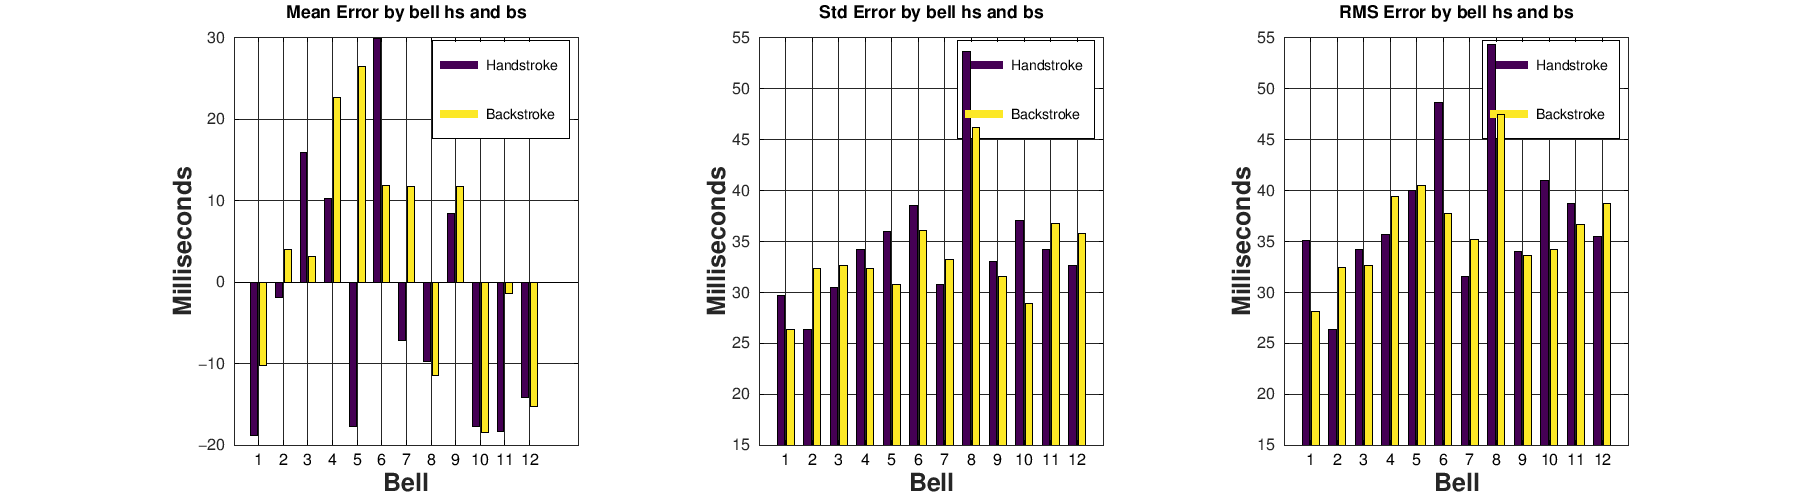 Mean Error by bell hs and bs
30
20
10
0
−10
−20
Milliseconds
1 2 3 4 5 6 7 8 9 10 11 12
Bell
Handstroke
Backstroke
Std Error by bell hs and bs
55
50
45
40
35
30
25
20
15
Milliseconds
1 2 3 4 5 6 7 8 9 10 11 12
Bell
Handstroke
Backstroke
RMS Error by bell hs and bs
55
50
45
40
35
30
25
20
15
Milliseconds
1 2 3 4 5 6 7 8 9 10 11 12
Bell
Handstroke
Backstroke